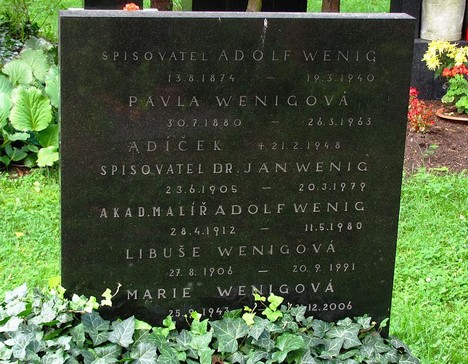 SPISOVATEL ADOLF WENIG
13.8.1874 — 19.3.1940
PAVLA WENIGOVÁ
30.7.1880 — 26.3.1963
ADÍČEK †21.2.1948
SPISOVATEL DR. JAN WENIG
23.6.1905 — 20.3.1979
AKAD. MALÍŘ ADOLF WENIG
28.4.1912 — 11.5.1980
LIBUŠE WENIGOVÁ
27.8.1906 — 20.9.1991
MARIE WENIGOVÁ